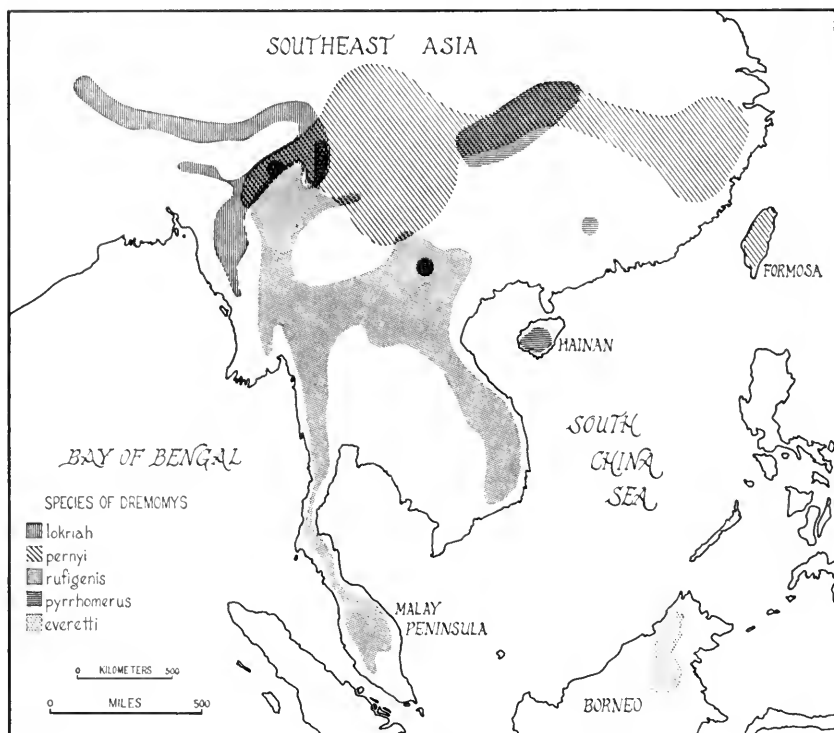 SOUTHEAST ASIA
FORMOSA
HAINAN
BAY OF BENGAL
SOUTH
CHINA
SEA
SPECIES OF DREMOMYS
lokriah
pernyi
rufigenis
pyrrhomerus
everetti
MALAY
PENINSULA
0 KILOMETERS 500
0 MILES 500
BORNEO